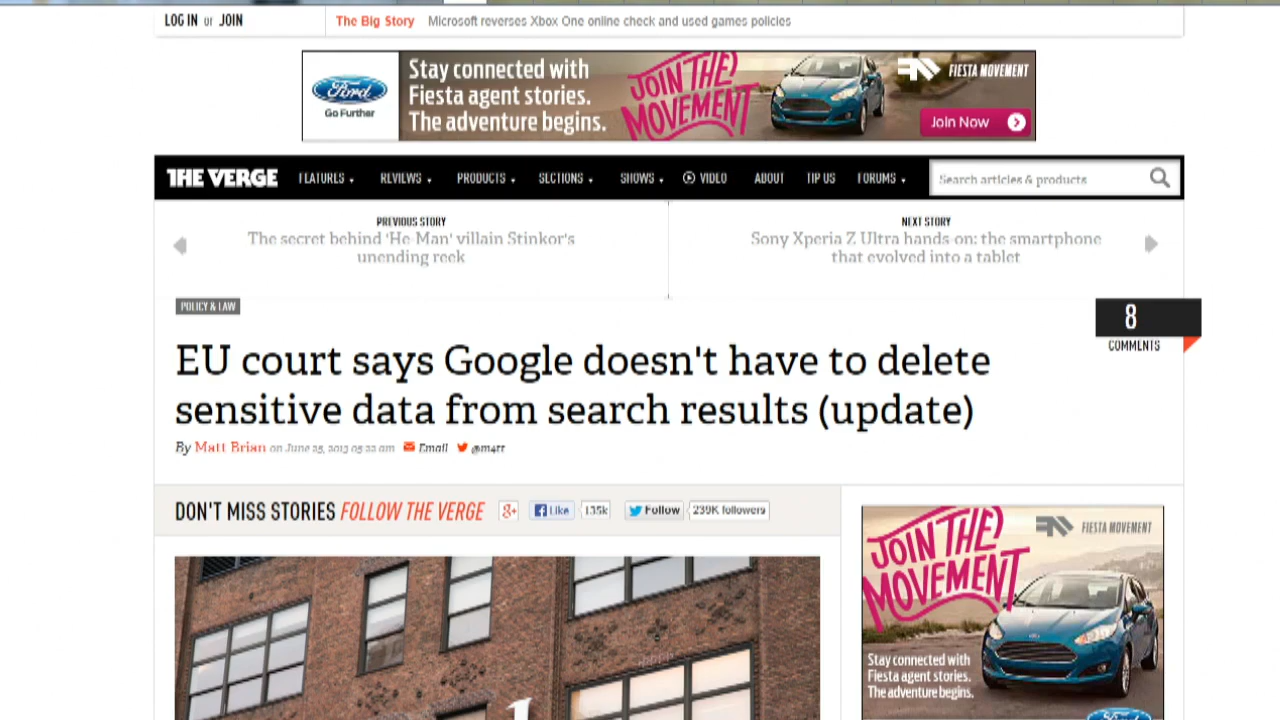 LOG IN or JOIN
The Big Story Microsoft reverses Xbox One online check and used games policies
Ford
Go Further
Stay connected with
Fiesta agent stories.
The adventure begins.
JOIN THE
MOVEMENT
FIESTA MOVEMENT
Join Now
THE VERGE FEATURES REVIEWS PRODUCTS SECTIONS SHOWS VIDEO ABOUT TIP US FORUMS Search articles & products
PREVIOUS STORY
The secret behind 'He-Man' villain Stinkor's
unending reek
NEXT STORY
Sony Xperia Z Ultra hands-on: the smartphone
that evolved into a tablet
POLICY & LAW
8
COMMENTS
EU court says Google doesn't have to delete
sensitive data from search results (update)
By Matt Brian on June 25, 2013 05:22 am Email @m4tt
DON'T MISS STORIES FOLLOW THE VERGE g+ Like 135k Follow 239K followers
JOIN THE
MOVEMENT
FIESTA MOVEMENT
Stay connected with
Fiesta agent stories.
The adventure begins.